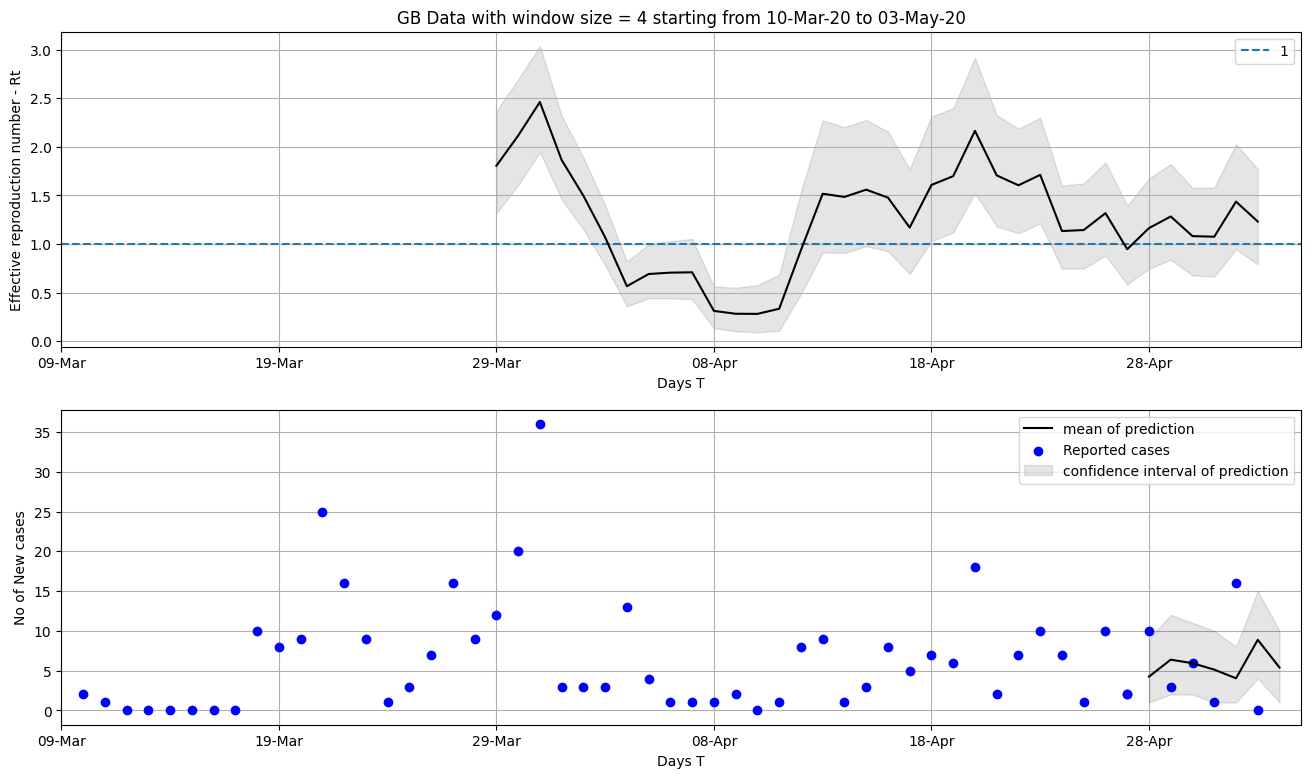 GB Data with window size = 4 starting from 10-Mar-20 to 03-May-20
Effective reproduction number - Rt
3.0
2.5
2.0
1.5
1.0
0.5
0.0
1
09-Mar 19-Mar 29-Mar 08-Apr 18-Apr 28-Apr
Days T
No of New cases
35
30
25
20
15
10
5
0
mean of prediction
Reported cases
confidence interval of prediction
09-Mar 19-Mar 29-Mar 08-Apr 18-Apr 28-Apr
Days T